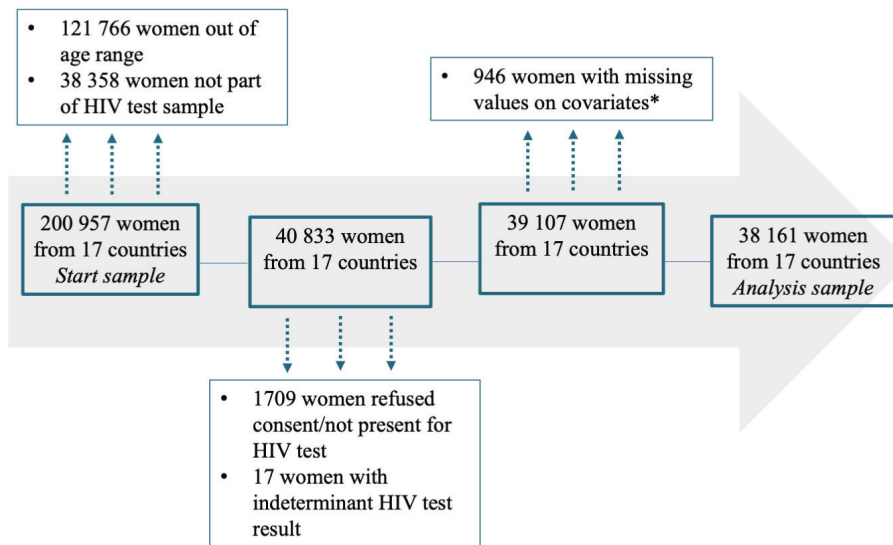 • 121 766 women out of
age range
• 38 358 women not part
of HIV test sample
• 946 women with missing
values on covariates*
200 957 women
from 17 countries
Start sample
40 833 women
from 17 countries
39 107 women
from 17 countries
38 161 women
from 17 countries
Analysis sample
• 1709 women refused
consent/not present for
HIV test
• 17 women with
indeterminant HIV test
result